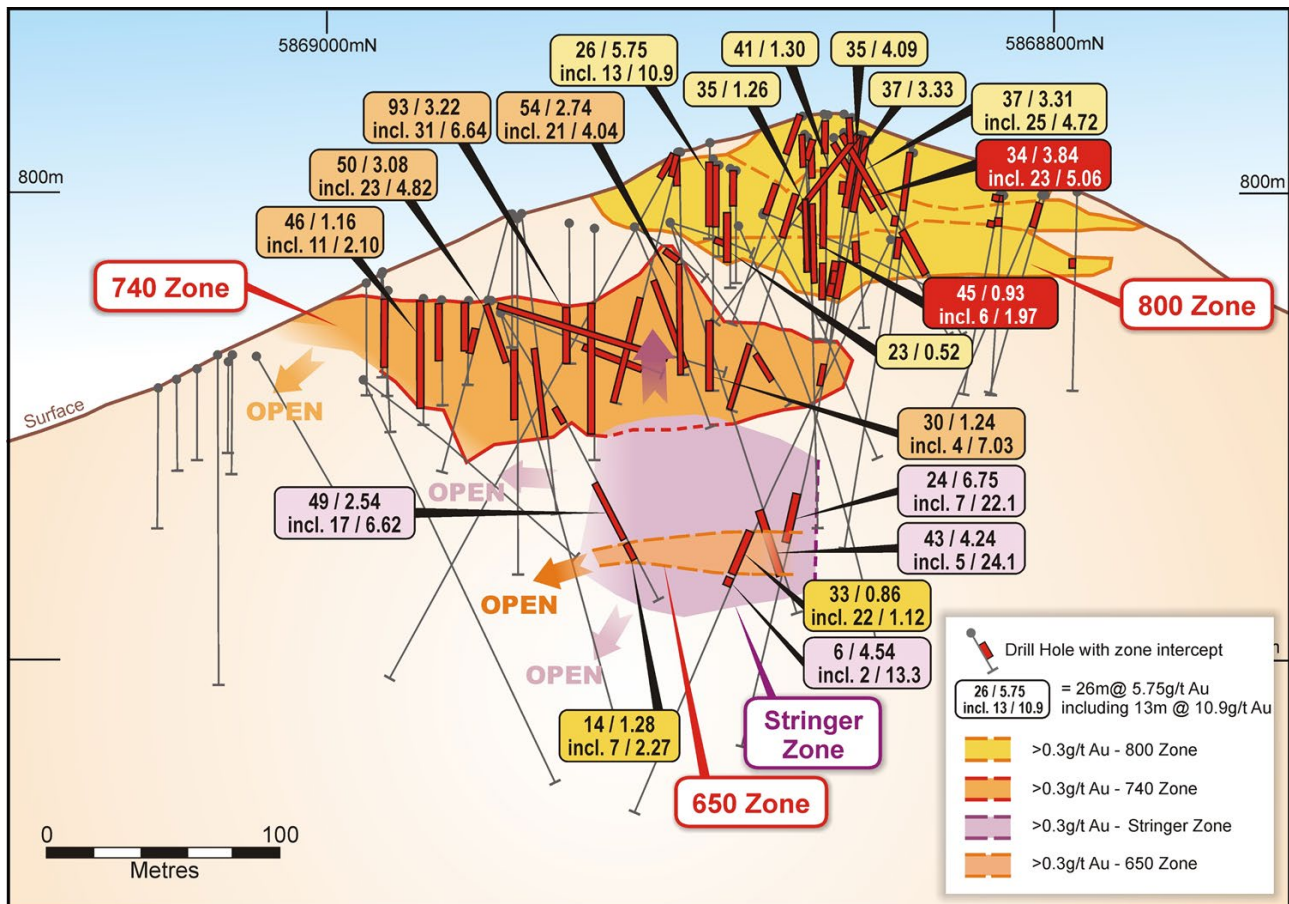 5869000mN
5868800mN
26 / 5.75
incl. 13 / 10.9
41 / 1.30
35 / 4.09
35 / 1.26
37 / 3.33
93 / 3.22
incl. 31 / 6.64
54 / 2.74
incl. 21 / 4.04
37 / 3.31
incl. 25 / 4.72
50 / 3.08
incl. 23 / 4.82
34 / 3.84
incl. 23 / 5.06
800m
800m
46 / 1.16
incl. 11 / 2.10
740 Zone
45 / 0.93
incl. 6 / 1.97
800 Zone
23 / 0.52
Surface
OPEN
30 / 1.24
incl. 4 / 7.03
OPEN
24 / 6.75
incl. 7 / 22.1
49 / 2.54
incl. 17 / 6.62
43 / 4.24
incl. 5 / 24.1
OPEN
33 / 0.86
incl. 22 / 1.12
OPEN
6 / 4.54
incl. 2 / 13.3
14 / 1.28
incl. 7 / 2.27
Stringer
Zone
650 Zone
0
100
Metres
Drill Hole with zone intercept
26 / 5.75
incl. 13 / 10.9
= 26m@ 5.75g/t Au
including 13m @ 10.9g/t Au
>0.3g/t Au - 800 Zone
>0.3g/t Au - 740 Zone
>0.3g/t Au - Stringer Zone
>0.3g/t Au - 650 Zone